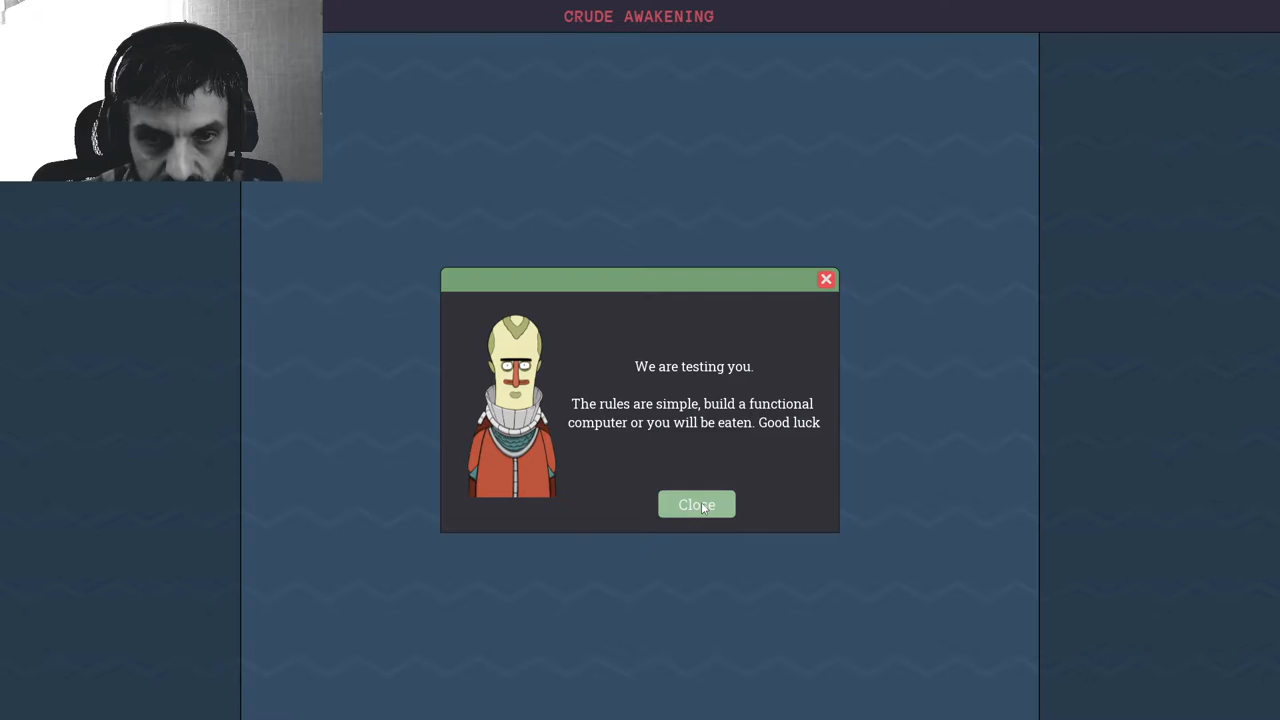 CRUDE AWAKENING
We are testing you.
The rules are simple, build a functional
computer or you will be eaten. Good luck
Close